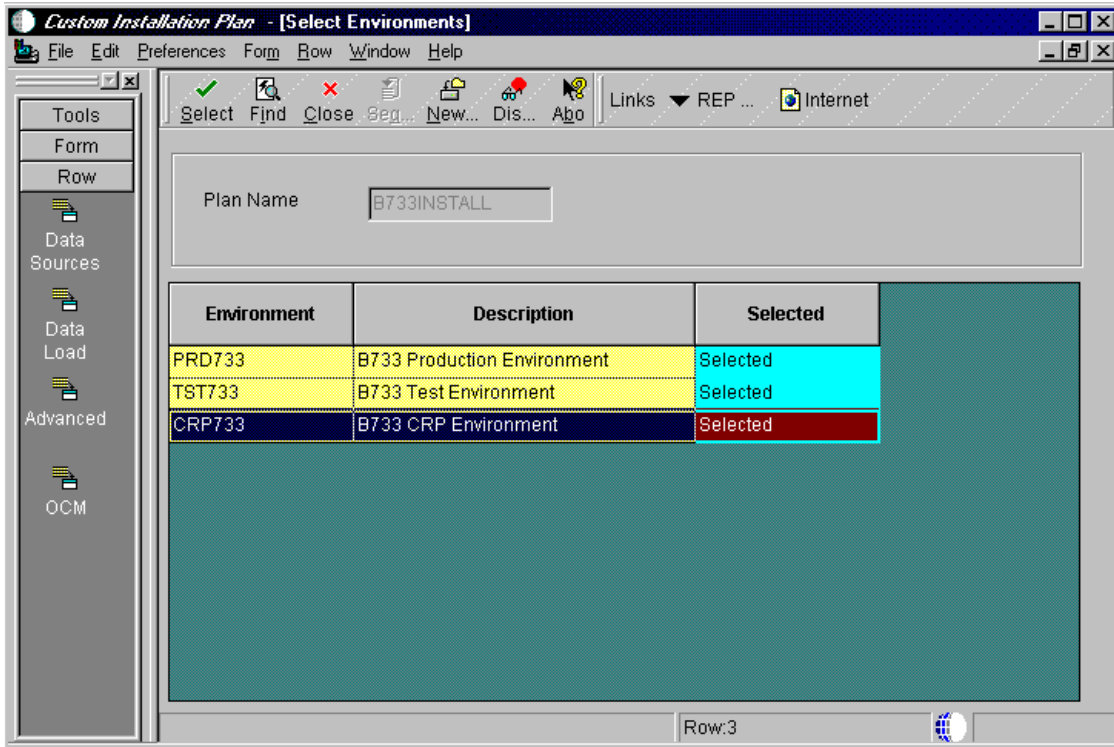 Custom Installation Plan - [Select Environments]
File Edit Preferences Form Row Window Help
Tools
Form
Row
Data
Sources
Data
Load
Advanced
OCM
Select Find Close Seq... New... Dis... Abo Links REP ... Internet
Plan Name B733INSTALL
Environment Description Selected
PRD733 B733 Production Environment Selected
TST733 B733 Test Environment Selected
CRP733 B733 CRP Environment Selected
Row:3